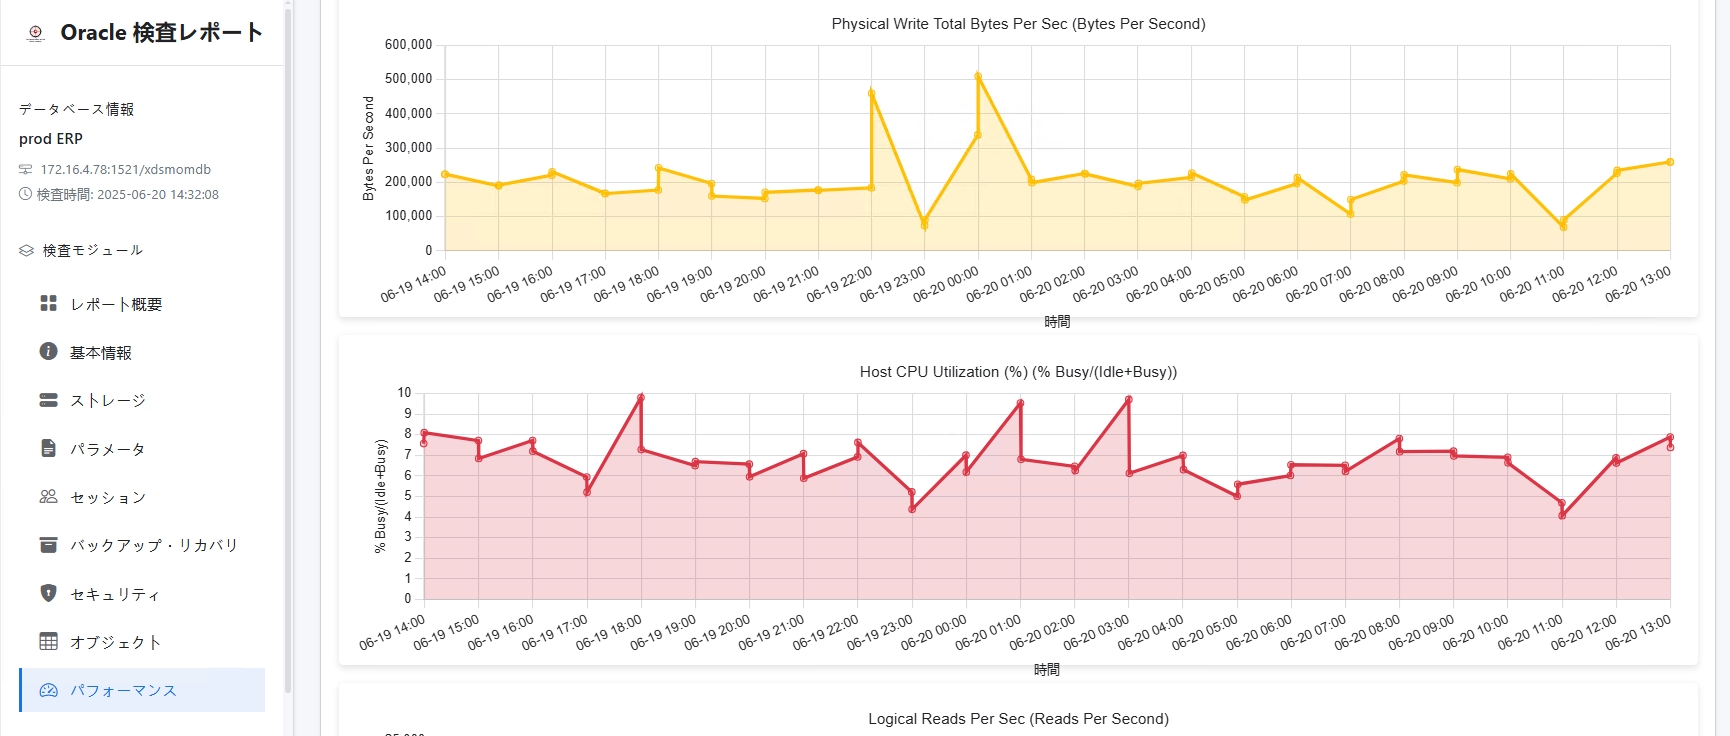 Oracle 検査レポート
データベース情報
prod ERP
172.16.4.78:1521/xdsmomdb
検査時間: 2025-06-20 14:32:08
検査モジュール
レポート概要
基本情報
ストレージ
パラメータ
セッション
バックアップ・リカバリ
セキュリティ
オブジェクト
パフォーマンス
Physical Write Total Bytes Per Sec (Bytes Per Second)
Bytes Per Second
600,000
500,000
400,000
300,000
200,000
100,000
0
06-19 14:00 06-19 15:00 06-19 16:00 06-19 17:00 06-19 18:00 06-19 19:00 06-19 20:00 06-19 21:00 06-19 22:00 06-19 23:00 06-20 00:00 06-20 01:00 06-20 02:00 06-20 03:00 06-20 04:00 06-20 05:00 06-20 06:00 06-20 07:00 06-20 08:00 06-20 09:00 06-20 10:00 06-20 11:00 06-20 12:00 06-20 13:00
時間
Host CPU Utilization (%) (% Busy/(Idle+Busy))
% Busy/(Idle+Busy)
10
9
8
7
6
5
4
3
2
1
0
06-19 14:00 06-19 15:00 06-19 16:00 06-19 17:00 06-19 18:00 06-19 19:00 06-19 20:00 06-19 21:00 06-19 22:00 06-19 23:00 06-20 00:00 06-20 01:00 06-20 02:00 06-20 03:00 06-20 04:00 06-20 05:00 06-20 06:00 06-20 07:00 06-20 08:00 06-20 09:00 06-20 10:00 06-20 11:00 06-20 12:00 06-20 13:00
時間
Logical Reads Per Sec (Reads Per Second)